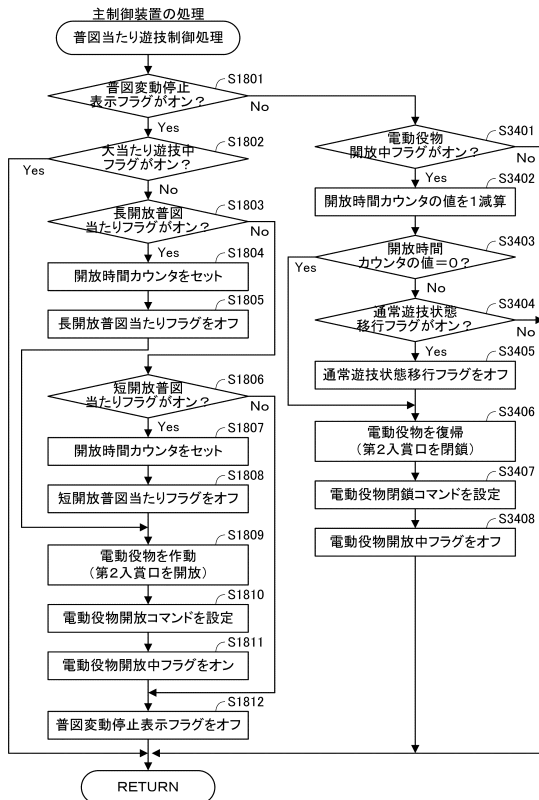 主制御装置の処理
普図当たり遊技制御処理
S1801
普図変動停止
表示フラグがオン？
No
Yes
S1802
大当たり遊技中
フラグがオン？
Yes
No
S1803
長開放普図
当たりフラグがオン？
No
Yes
S1804
開放時間カウンタをセット
S1805
長開放普図当たりフラグをオフ
S1806
短開放普図
当たりフラグがオン？
No
Yes
S1807
開放時間カウンタをセット
S1808
短開放普図当たりフラグをオフ
S1809
電動役物を作動
（第２入賞口を開放）
S1810
電動役物開放コマンドを設定
S1811
電動役物開放中フラグをオン
S1812
普図変動停止表示フラグをオフ
RETURN
S3401
電動役物
開放中フラグがオン？
No
Yes
S3402
開放時間カウンタの値を１減算
S3403
開放時間
カウンタの値＝０？
Yes
No
S3404
通常遊技状態
移行フラグがオン？
No
Yes
S3405
通常遊技状態移行フラグをオフ
S3406
電動役物を復帰
（第２入賞口を閉鎖）
S3407
電動役物閉鎖コマンドを設定
S3408
電動役物開放中フラグをオフ